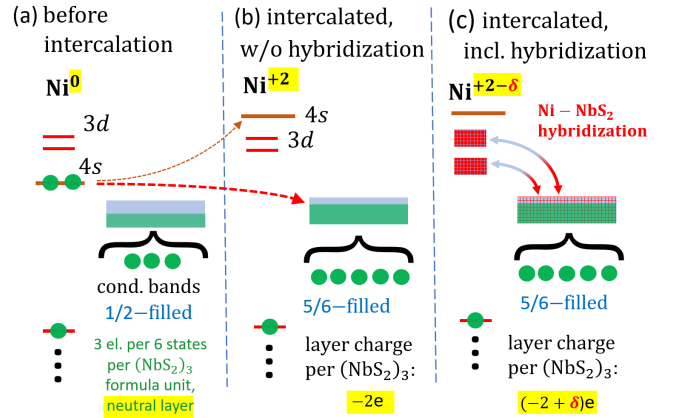 (a) before
intercalation
Ni⁰
3d
4s
cond. bands
1/2−filled
3 el. per 6 states
per (NbS₂)₃
formula unit,
neutral layer
(b) intercalated,
w/o hybridization
Ni⁺²
4s
3d
5/6−filled
layer charge
per (NbS₂)₃:
−2e
(c) intercalated,
incl. hybridization
Ni⁺²⁻ᵟ
Ni − NbS₂
hybridization
5/6−filled
layer charge
per (NbS₂)₃:
(−2 + δ)e